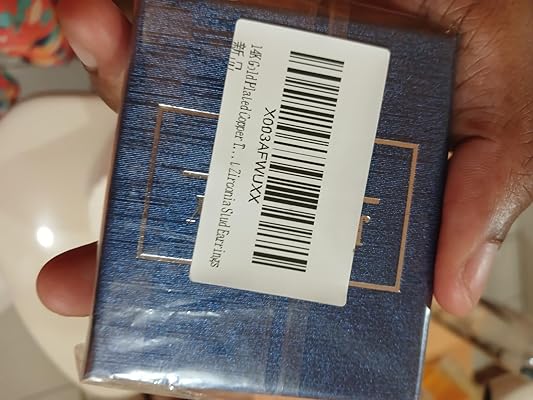 X003AFWUXX
14K Gold Plated Copper T... l Zirconia Stud Earrings
新品